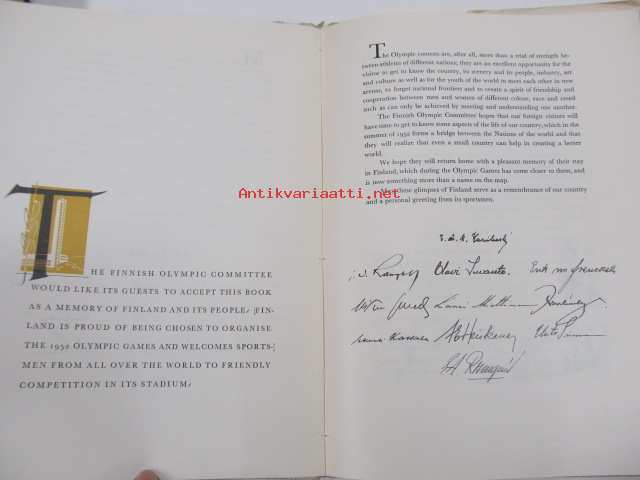 THE FINNISH OLYMPIC COMMITTEE
WOULD LIKE ITS GUESTS TO ACCEPT THIS BOOK
AS A MEMORY OF FINLAND AND ITS PEOPLE. FIN-
LAND IS PROUD OF BEING CHOSEN TO ORGANISE
THE 1952 OLYMPIC GAMES AND WELCOMES SPORTS-
MEN FROM ALL OVER THE WORLD TO FRIENDLY
COMPETITION IN ITS STADIUM.
The Olympic contests are, after all, more than a trial of strength be-
tween athletes of different nations; they are an excellent opportunity for the
visitor to get to know the country, its scenery and its people, industry, art
and culture as well as for the youth of the world to meet each other in new
arenas, to forget national frontiers and to create a spirit of friendship and
cooperation between men and women of different colour, race and creed
such as can only be achieved by meeting and understanding one another.
The Finnish Olympic Committee hopes that our foreign visitors will
have time to get to know some aspects of the life of our country, which in the
summer of 1952 forms a bridge between the Nations of the world and that
they will realize that even a small country can help in creating a better
world.
We hope they will return home with a pleasant memory of their stay
in Finland, which during the Olympic Games has come closer to them, and
is now something more than a name on the map.
May these glimpses of Finland serve as a remembrance of our country
and a personal greeting from its sportsmen.
Antikvariaatti.net
Olavi Suvanto.